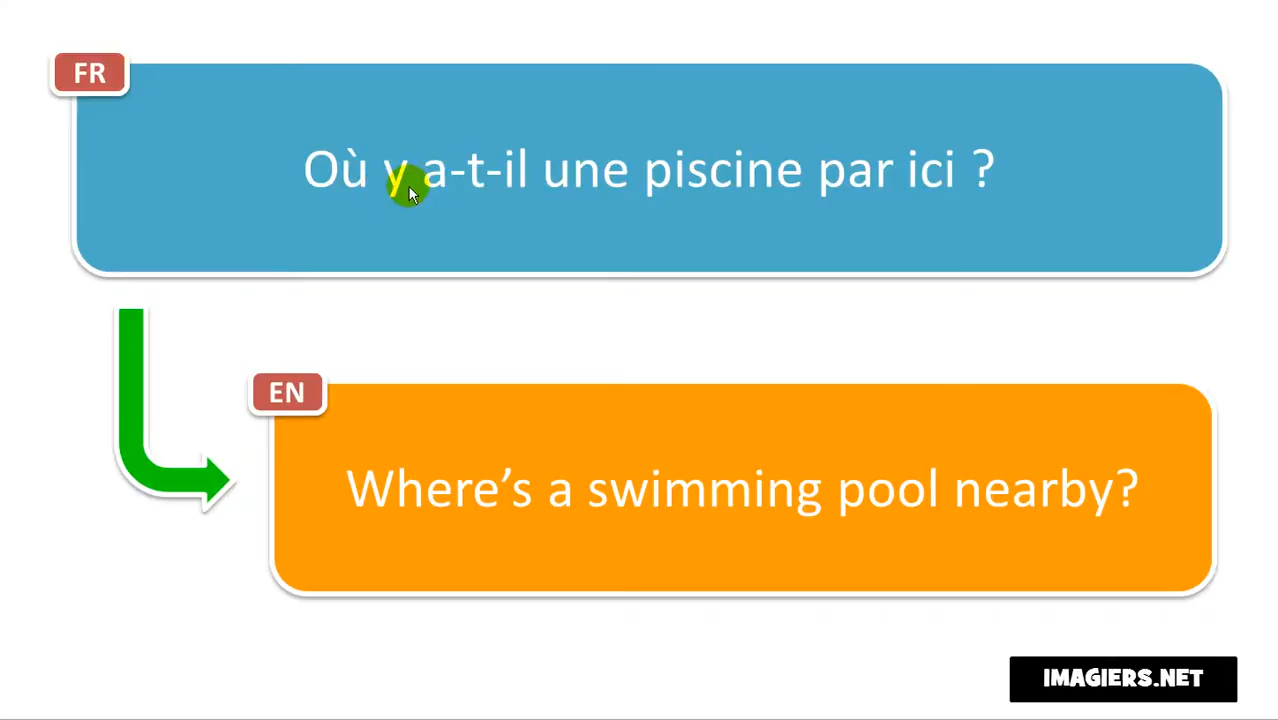 FR
Où y a-t-il une piscine par ici ?
EN
Where’s a swimming pool nearby?
IMAGIERS.NET